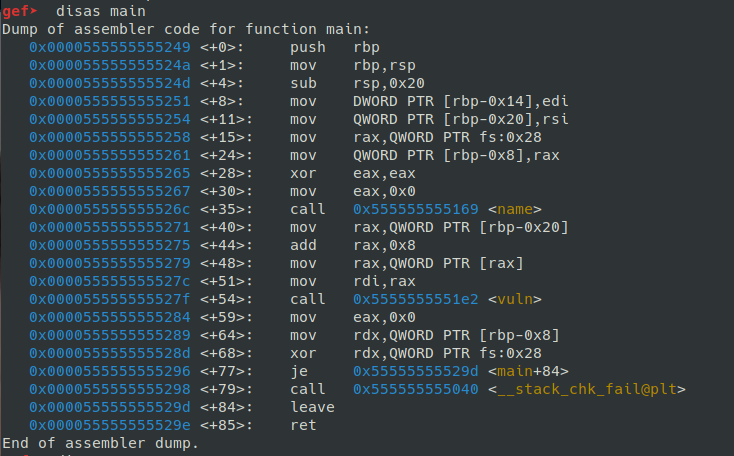 gef➤  disas main
Dump of assembler code for function main:
   0x0000555555555249 <+0>:     push   rbp
   0x000055555555524a <+1>:     mov    rbp,rsp
   0x000055555555524d <+4>:     sub    rsp,0x20
   0x0000555555555251 <+8>:     mov    DWORD PTR [rbp-0x14],edi
   0x0000555555555254 <+11>:    mov    QWORD PTR [rbp-0x20],rsi
   0x0000555555555258 <+15>:    mov    rax,QWORD PTR fs:0x28
   0x0000555555555261 <+24>:    mov    QWORD PTR [rbp-0x8],rax
   0x0000555555555265 <+28>:    xor    eax,eax
   0x0000555555555267 <+30>:    mov    eax,0x0
   0x000055555555526c <+35>:    call   0x555555555169 <name>
   0x0000555555555271 <+40>:    mov    rax,QWORD PTR [rbp-0x20]
   0x0000555555555275 <+44>:    add    rax,0x8
   0x0000555555555279 <+48>:    mov    rax,QWORD PTR [rax]
   0x000055555555527c <+51>:    mov    rdi,rax
   0x000055555555527f <+54>:    call   0x5555555551e2 <vuln>
   0x0000555555555284 <+59>:    mov    eax,0x0
   0x0000555555555289 <+64>:    mov    rdx,QWORD PTR [rbp-0x8]
   0x000055555555528d <+68>:    xor    rdx,QWORD PTR fs:0x28
   0x0000555555555296 <+77>:    je     0x55555555529d <main+84>
   0x0000555555555298 <+79>:    call   0x555555555040 <__stack_chk_fail@plt>
   0x000055555555529d <+84>:    leave
   0x000055555555529e <+85>:    ret
End of assembler dump.